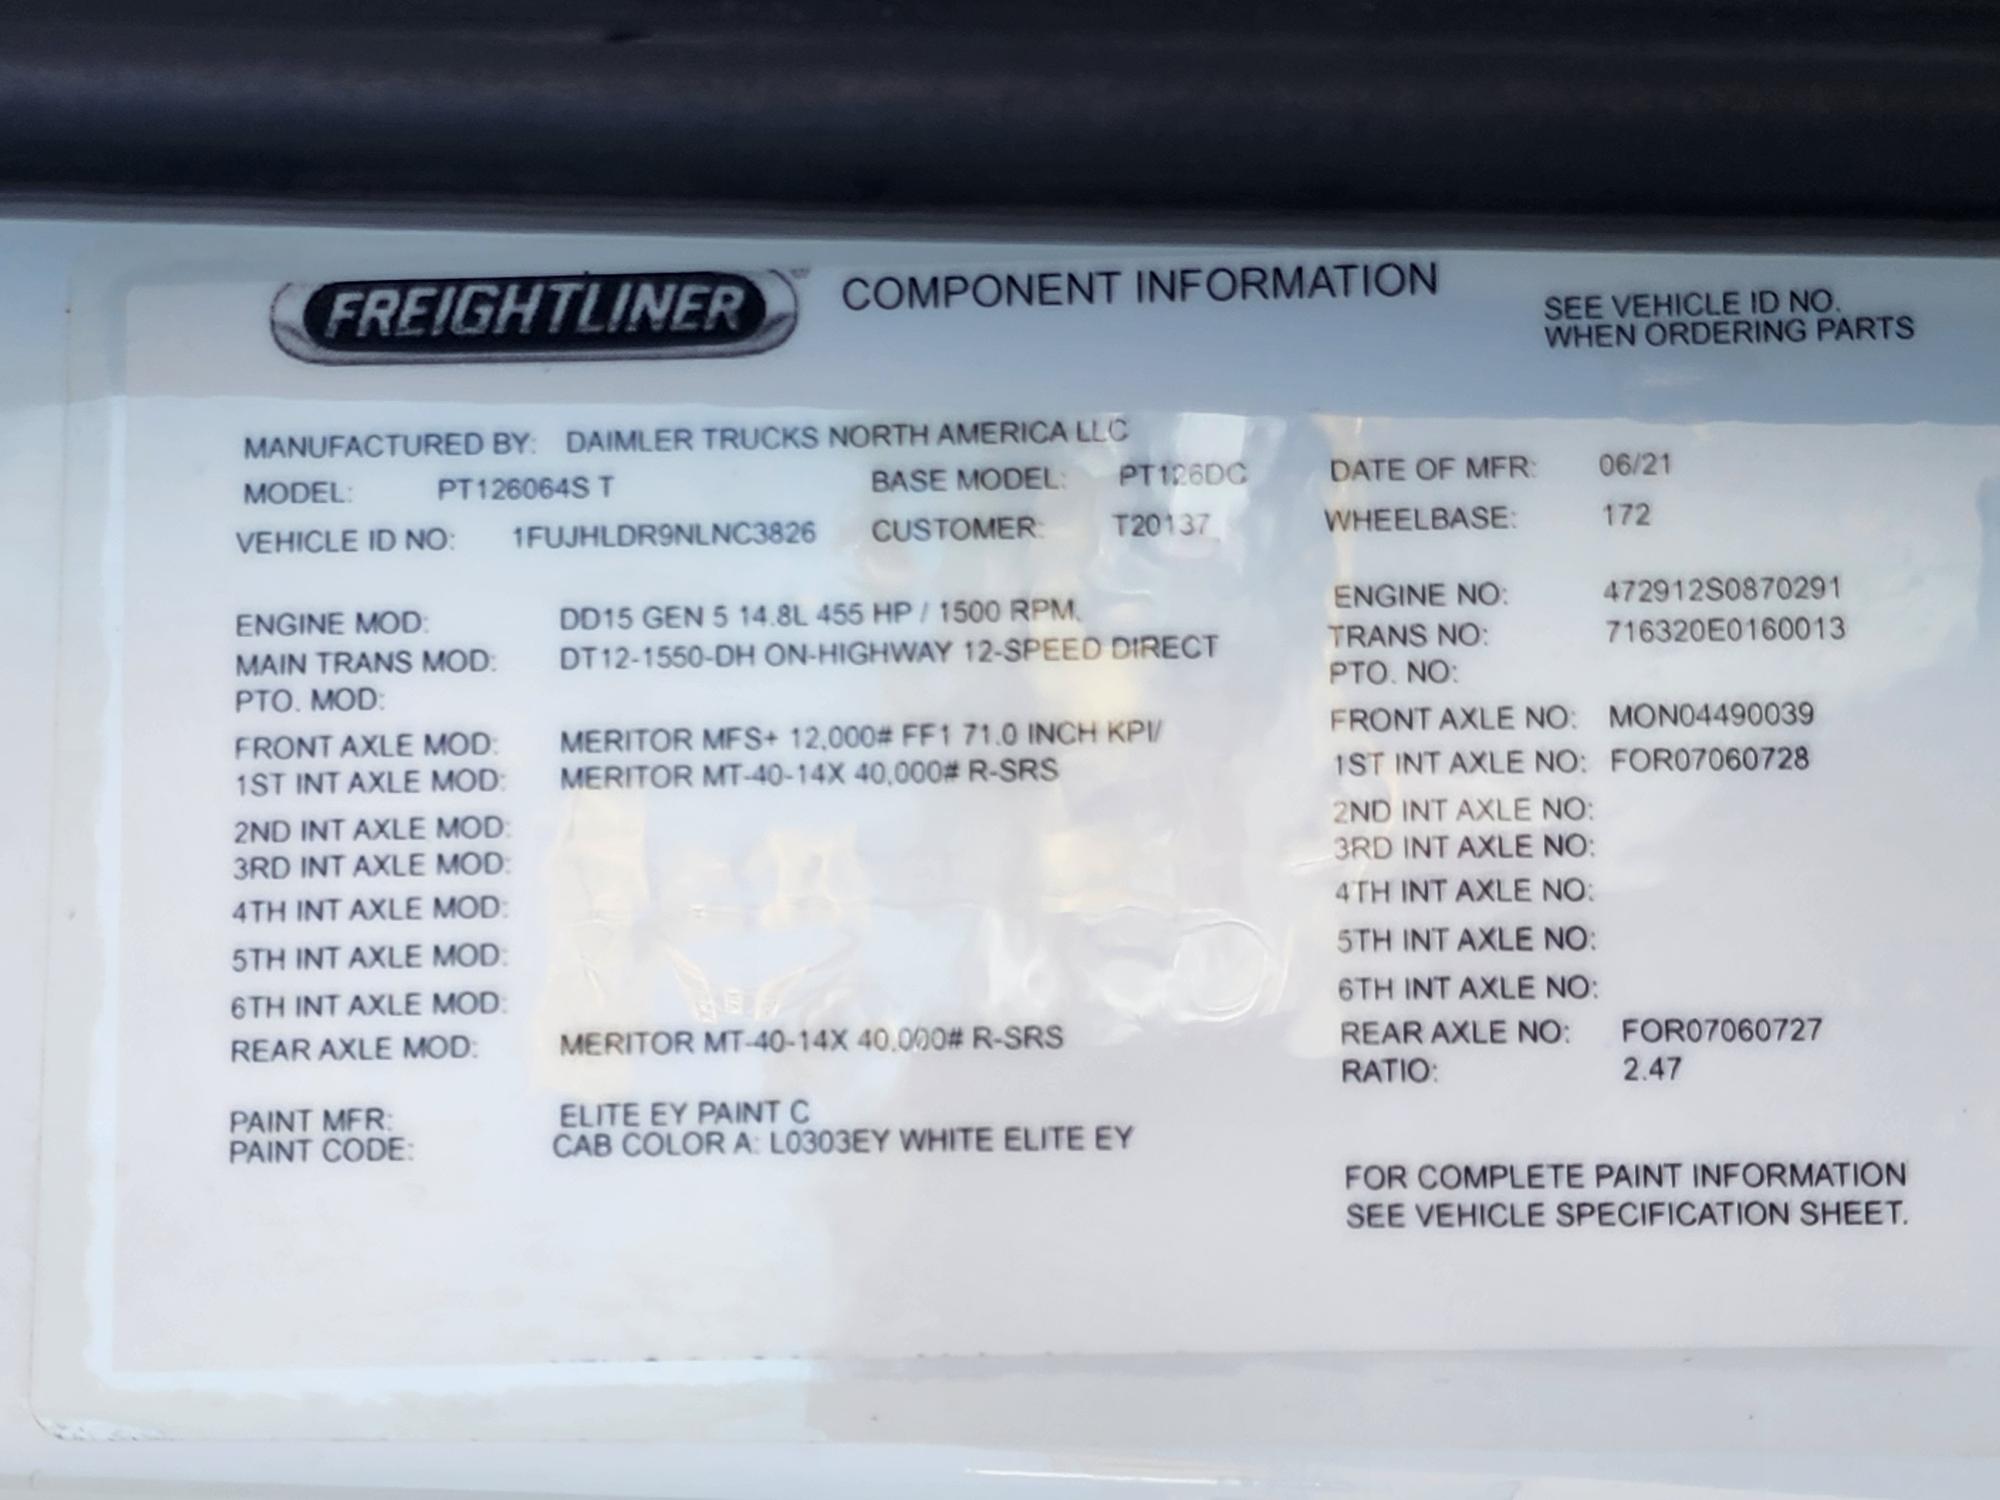 FREIGHTLINER COMPONENT INFORMATION
SEE VEHICLE ID NO.
WHEN ORDERING PARTS
MANUFACTURED BY: DAIMLER TRUCKS NORTH AMERICA LLC
MODEL: PT126064S T BASE MODEL: PT126DC DATE OF MFR: 06/21
VEHICLE ID NO: 1FUJHLDR9NLNC3826 CUSTOMER: T20137 WHEELBASE: 172
ENGINE MOD: DD15 GEN 5 14.8L 455 HP / 1500 RPM, ENGINE NO: 472912S0870291
MAIN TRANS MOD: DT12-1550-DH ON-HIGHWAY 12-SPEED DIRECT TRANS NO: 716320E0160013
PTO. MOD: PTO. NO:
FRONT AXLE MOD: MERITOR MFS+ 12,000# FF1 71.0 INCH KPI/ FRONT AXLE NO: MON04490039
1ST INT AXLE MOD: MERITOR MT-40-14X 40,000# R-SRS 1ST INT AXLE NO: FOR07060728
2ND INT AXLE MOD: 2ND INT AXLE NO:
3RD INT AXLE MOD: 3RD INT AXLE NO:
4TH INT AXLE MOD: 4TH INT AXLE NO:
5TH INT AXLE MOD: 5TH INT AXLE NO:
6TH INT AXLE MOD: 6TH INT AXLE NO:
REAR AXLE MOD: MERITOR MT-40-14X 40,000# R-SRS REAR AXLE NO: FOR07060727
RATIO: 2.47
PAINT MFR: ELITE EY PAINT C
PAINT CODE: CAB COLOR A: L0303EY WHITE ELITE EY
FOR COMPLETE PAINT INFORMATION
SEE VEHICLE SPECIFICATION SHEET.